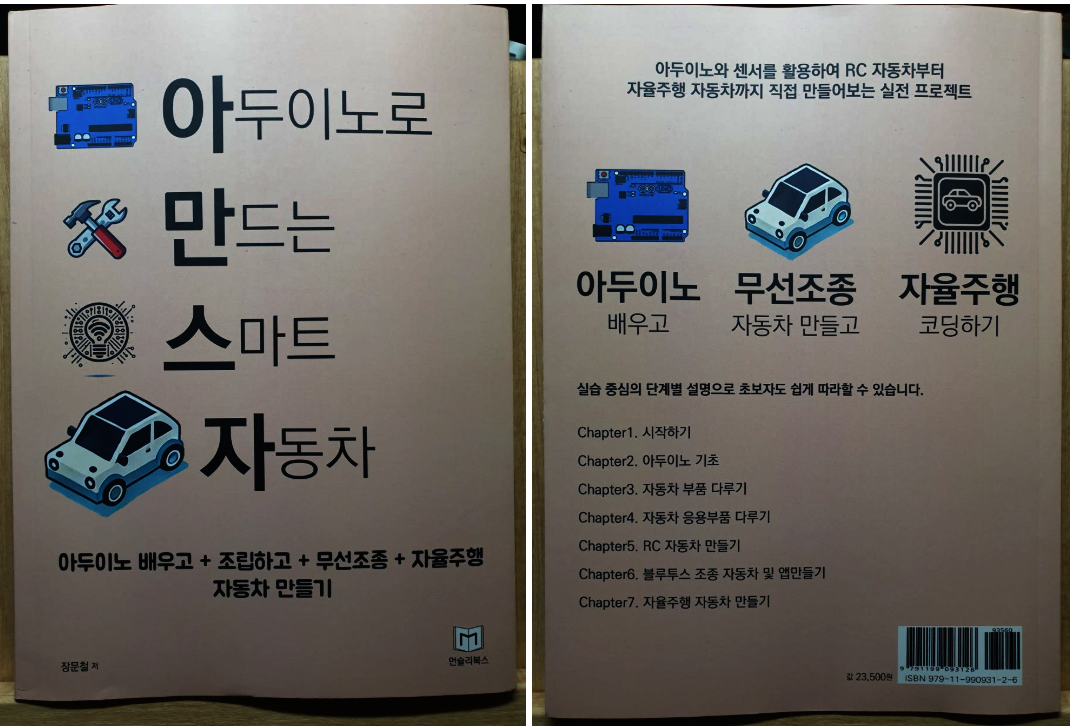 아두이노로
만드는
스마트
자동차
아두이노 배우고 + 조립하고 + 무선조종 + 자율주행
자동차 만들기
장문철 저
먼슬리북스
아두이노와 센서를 활용하여 RC 자동차부터
자율주행 자동차까지 직접 만들어보는 실전 프로젝트
아두이노 무선조종 자율주행
배우고 자동차 만들고 코딩하기
실습 중심의 단계별 설명으로 초보자도 쉽게 따라할 수 있습니다.
Chapter1. 시작하기
Chapter2. 아두이노 기초
Chapter3. 자동차 부품 다루기
Chapter4. 자동차 응용부품 다루기
Chapter5. RC 자동차 만들기
Chapter6. 블루투스 조종 자동차 및 앱만들기
Chapter7. 자율주행 자동차 만들기
93560
9 791199 093126
값 23,500원
ISBN 979-11-990931-2-6